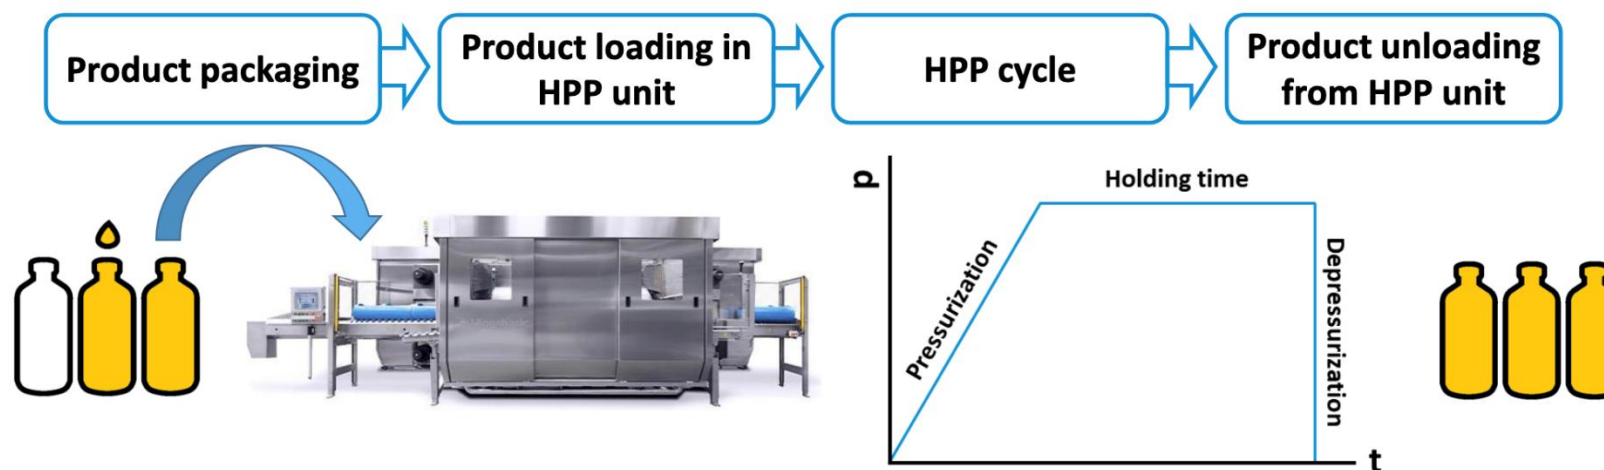 Product packaging
Product loading in
HPP unit
HPP cycle
Product unloading
from HPP unit
p
Holding time
Pressurization
Depressurization
t